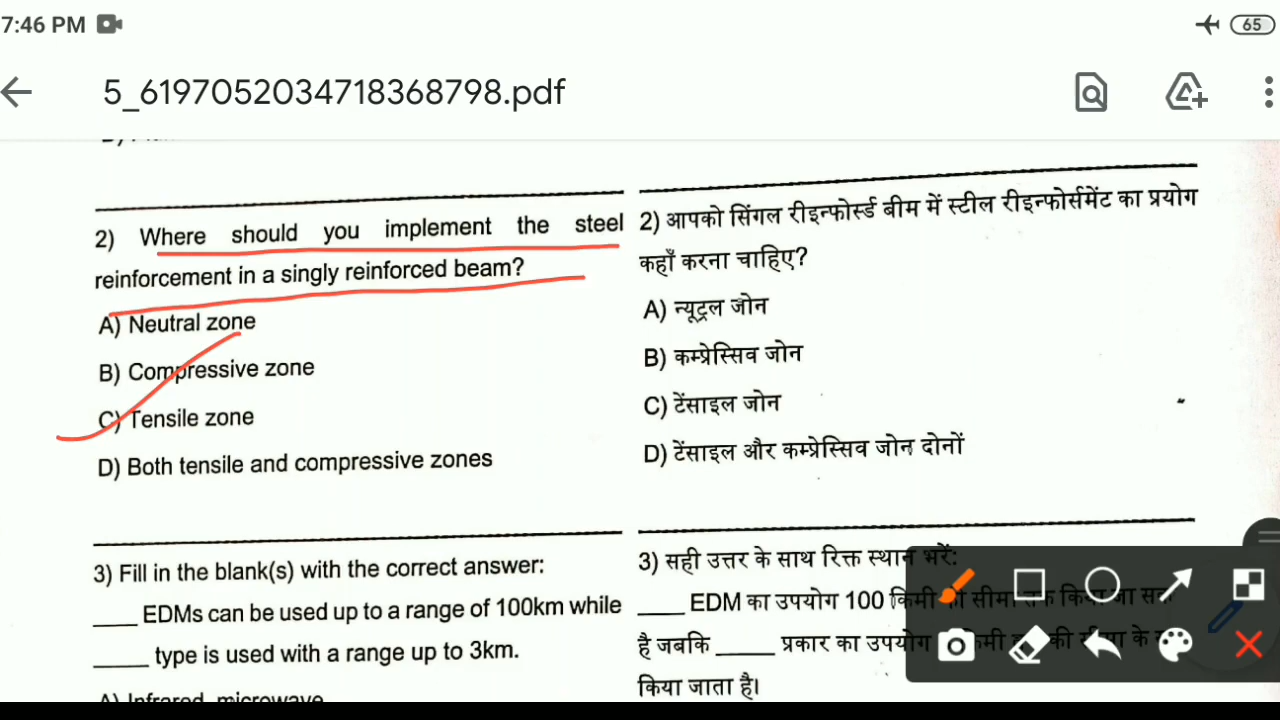 7:46 PM
65
5_6197052034718368798.pdf
2) Where should you implement the steel
reinforcement in a singly reinforced beam?
A) Neutral zone
B) Compressive zone
C) Tensile zone
D) Both tensile and compressive zones
3) Fill in the blank(s) with the correct answer:
____ EDMs can be used up to a range of 100km while
_____ type is used with a range up to 3km.
A) Infrared, microwave
2) आपको सिंगल रीइन्फोर्स्ड बीम में स्टील रीइन्फोर्समेंट का प्रयोग
कहाँ करना चाहिए?
A) न्यूट्रल जोन
B) कम्प्रेस्सिव जोन
C) टेंसाइल जोन
D) टेंसाइल और कम्प्रेस्सिव जोन दोनों
3) सही उत्तर के साथ रिक्त स्थान भरें:
____ EDM का उपयोग 100 किमी की सीमा तक किया जा
है जबकि _____ प्रकार का उपयोग
किया जाता है।